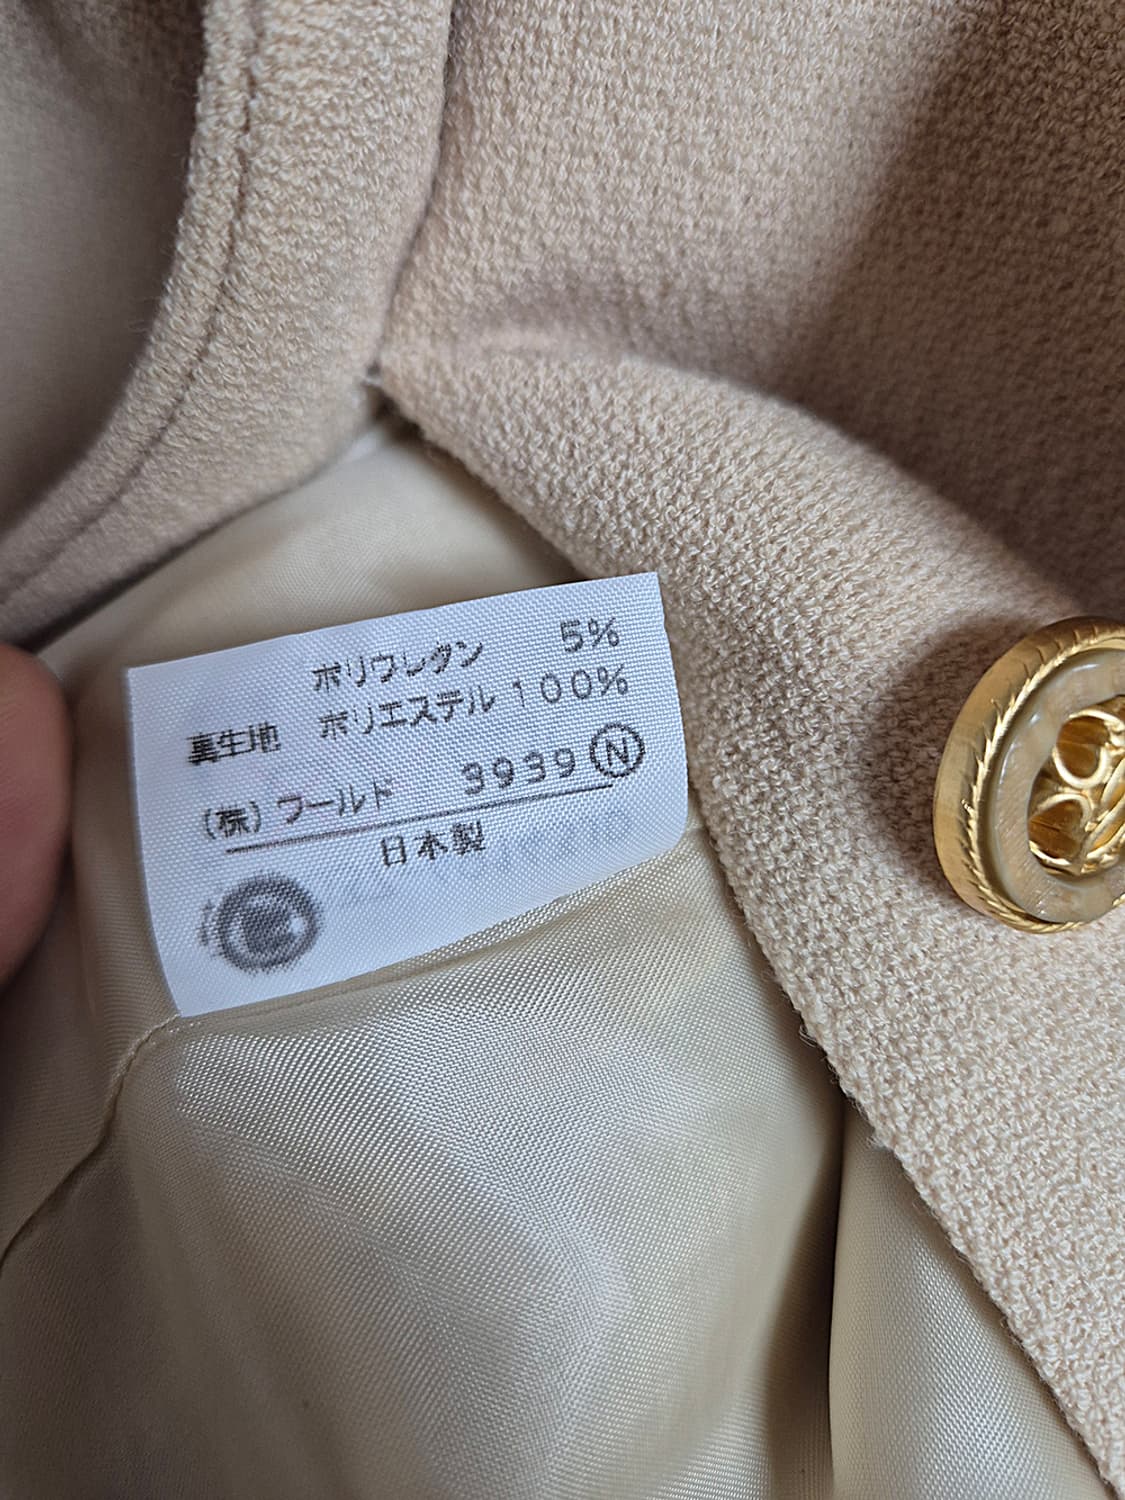 ポリウレタン 5%
裏生地 ポリエステル 100%
(株)ワールド 3939 Ⓝ
日本製